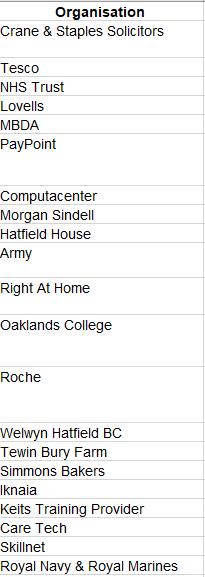 Organisation
Crane & Staples Solicitors
Tesco
NHS Trust
Lovells
MBDA
PayPoint
Computacenter
Morgan Sindell
Hatfield House
Army
Right At Home
Oaklands College
Roche
Welwyn Hatfield BC
Tewin Bury Farm
Simmons Bakers
Iknaia
Keits Training Provider
Care Tech
Skillnet
Royal Navy & Royal Marines